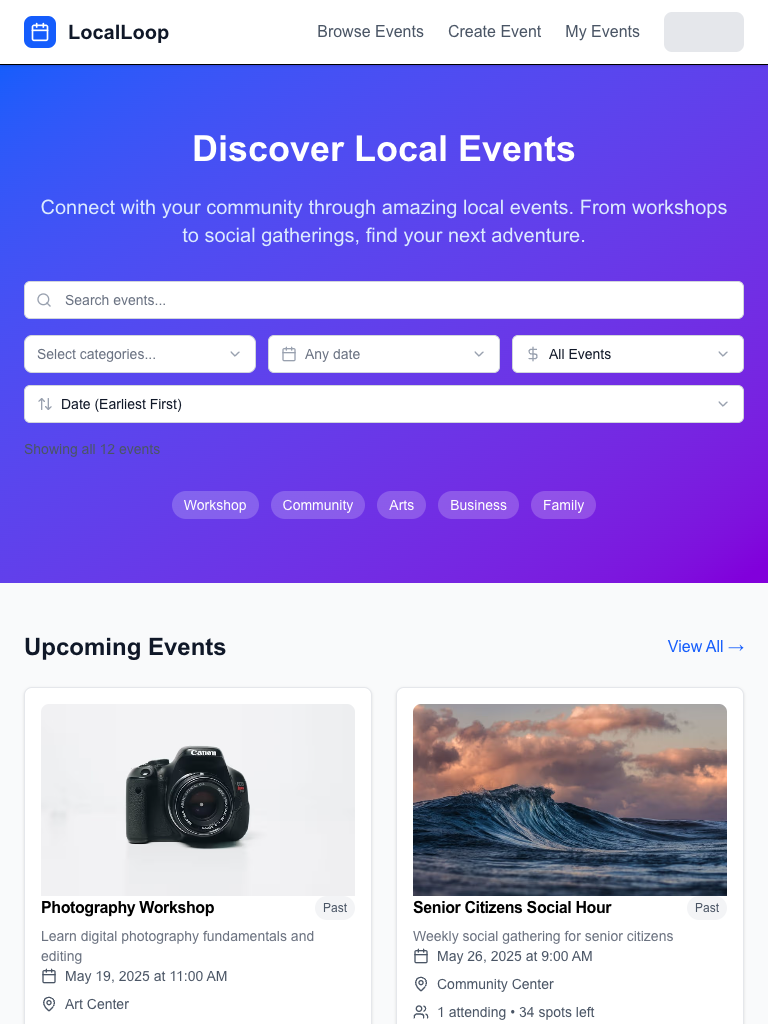 LocalLoop
Browse Events
Create Event
My Events
Discover Local Events
Connect with your community through amazing local events. From workshops
to social gatherings, find your next adventure.
Search events...
Select categories...
Any date
All Events
Date (Earliest First)
Showing all 12 events
Workshop
Community
Arts
Business
Family
Upcoming Events
View All →
Canon
Photography Workshop
Past
Learn digital photography fundamentals and
editing
May 19, 2025 at 11:00 AM
Art Center
Senior Citizens Social Hour
Past
Weekly social gathering for senior citizens
May 26, 2025 at 9:00 AM
Community Center
1 attending • 34 spots left